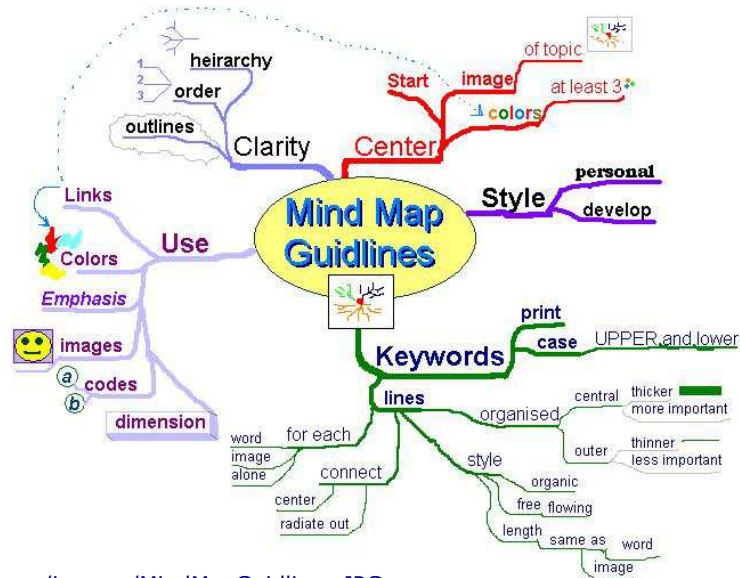 Mind Map
Guidlines
Center
Start
image
of topic
colors
at least 3
Style
personal
develop
Keywords
print
case
UPPER and lower
lines
organised
central
thicker
more important
outer
thinner
less important
style
organic
free flowing
length
same as
word
image
connect
center
radiate out
for each
word
image
alone
Use
Links
Colors
Emphasis
images
codes
a
b
dimension
Clarity
heirarchy
order
1
2
3
outlines